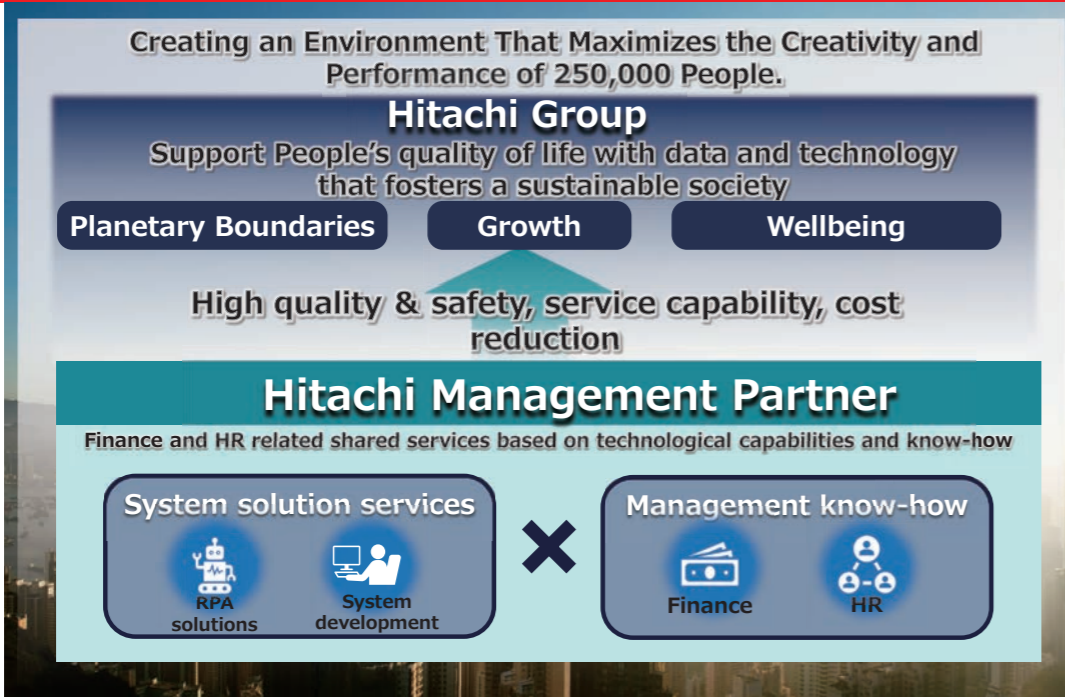 Creating an Environment That Maximizes the Creativity and
Performance of 250,000 People.
Hitachi Group
Support People's quality of life with data and technology
that fosters a sustainable society
Planetary Boundaries
Growth
Wellbeing
High quality & safety, service capability, cost
reduction
Hitachi Management Partner
Finance and HR related shared services based on technological capabilities and know-how
System solution services
RPA
solutions
System
development
Management know-how
Finance
HR